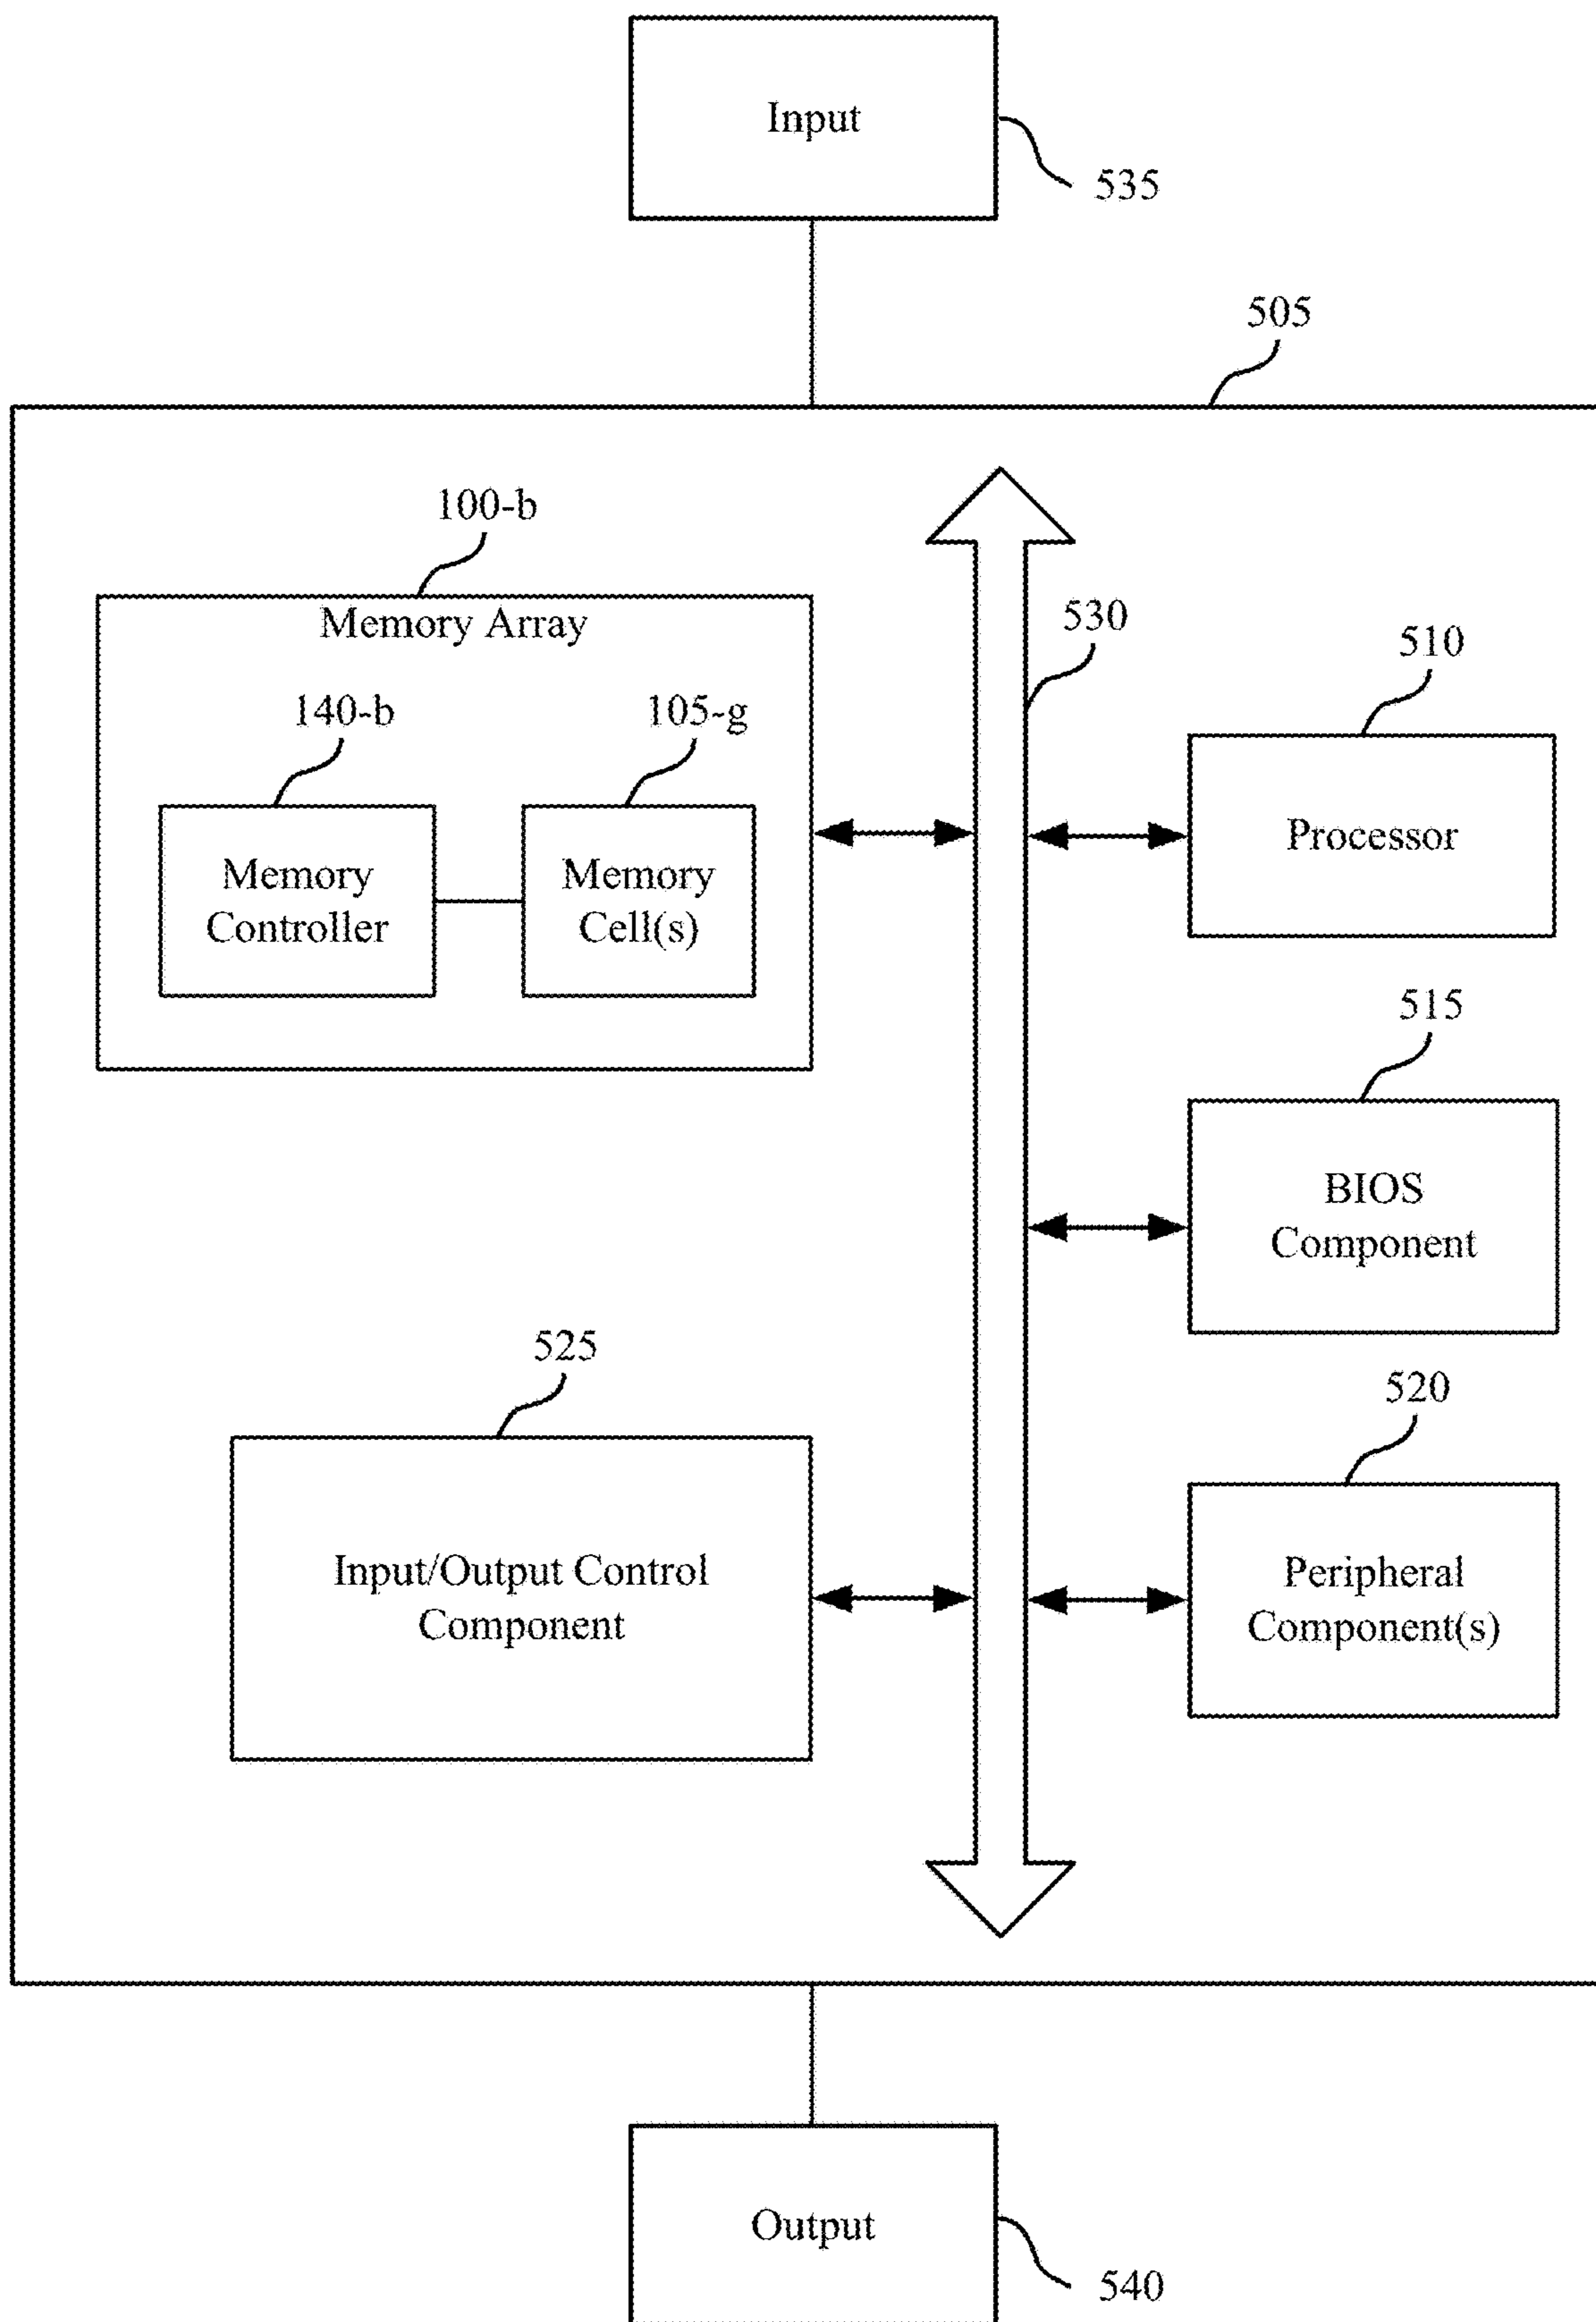 Input
535
505
100-b
Memory Array
530
510
140-b
105-g
Processor
Memory
Controller
Memory
Cell(s)
515
BIOS
Component
525
520
Input/Output Control
Component
Peripheral
Component(s)
Output
540